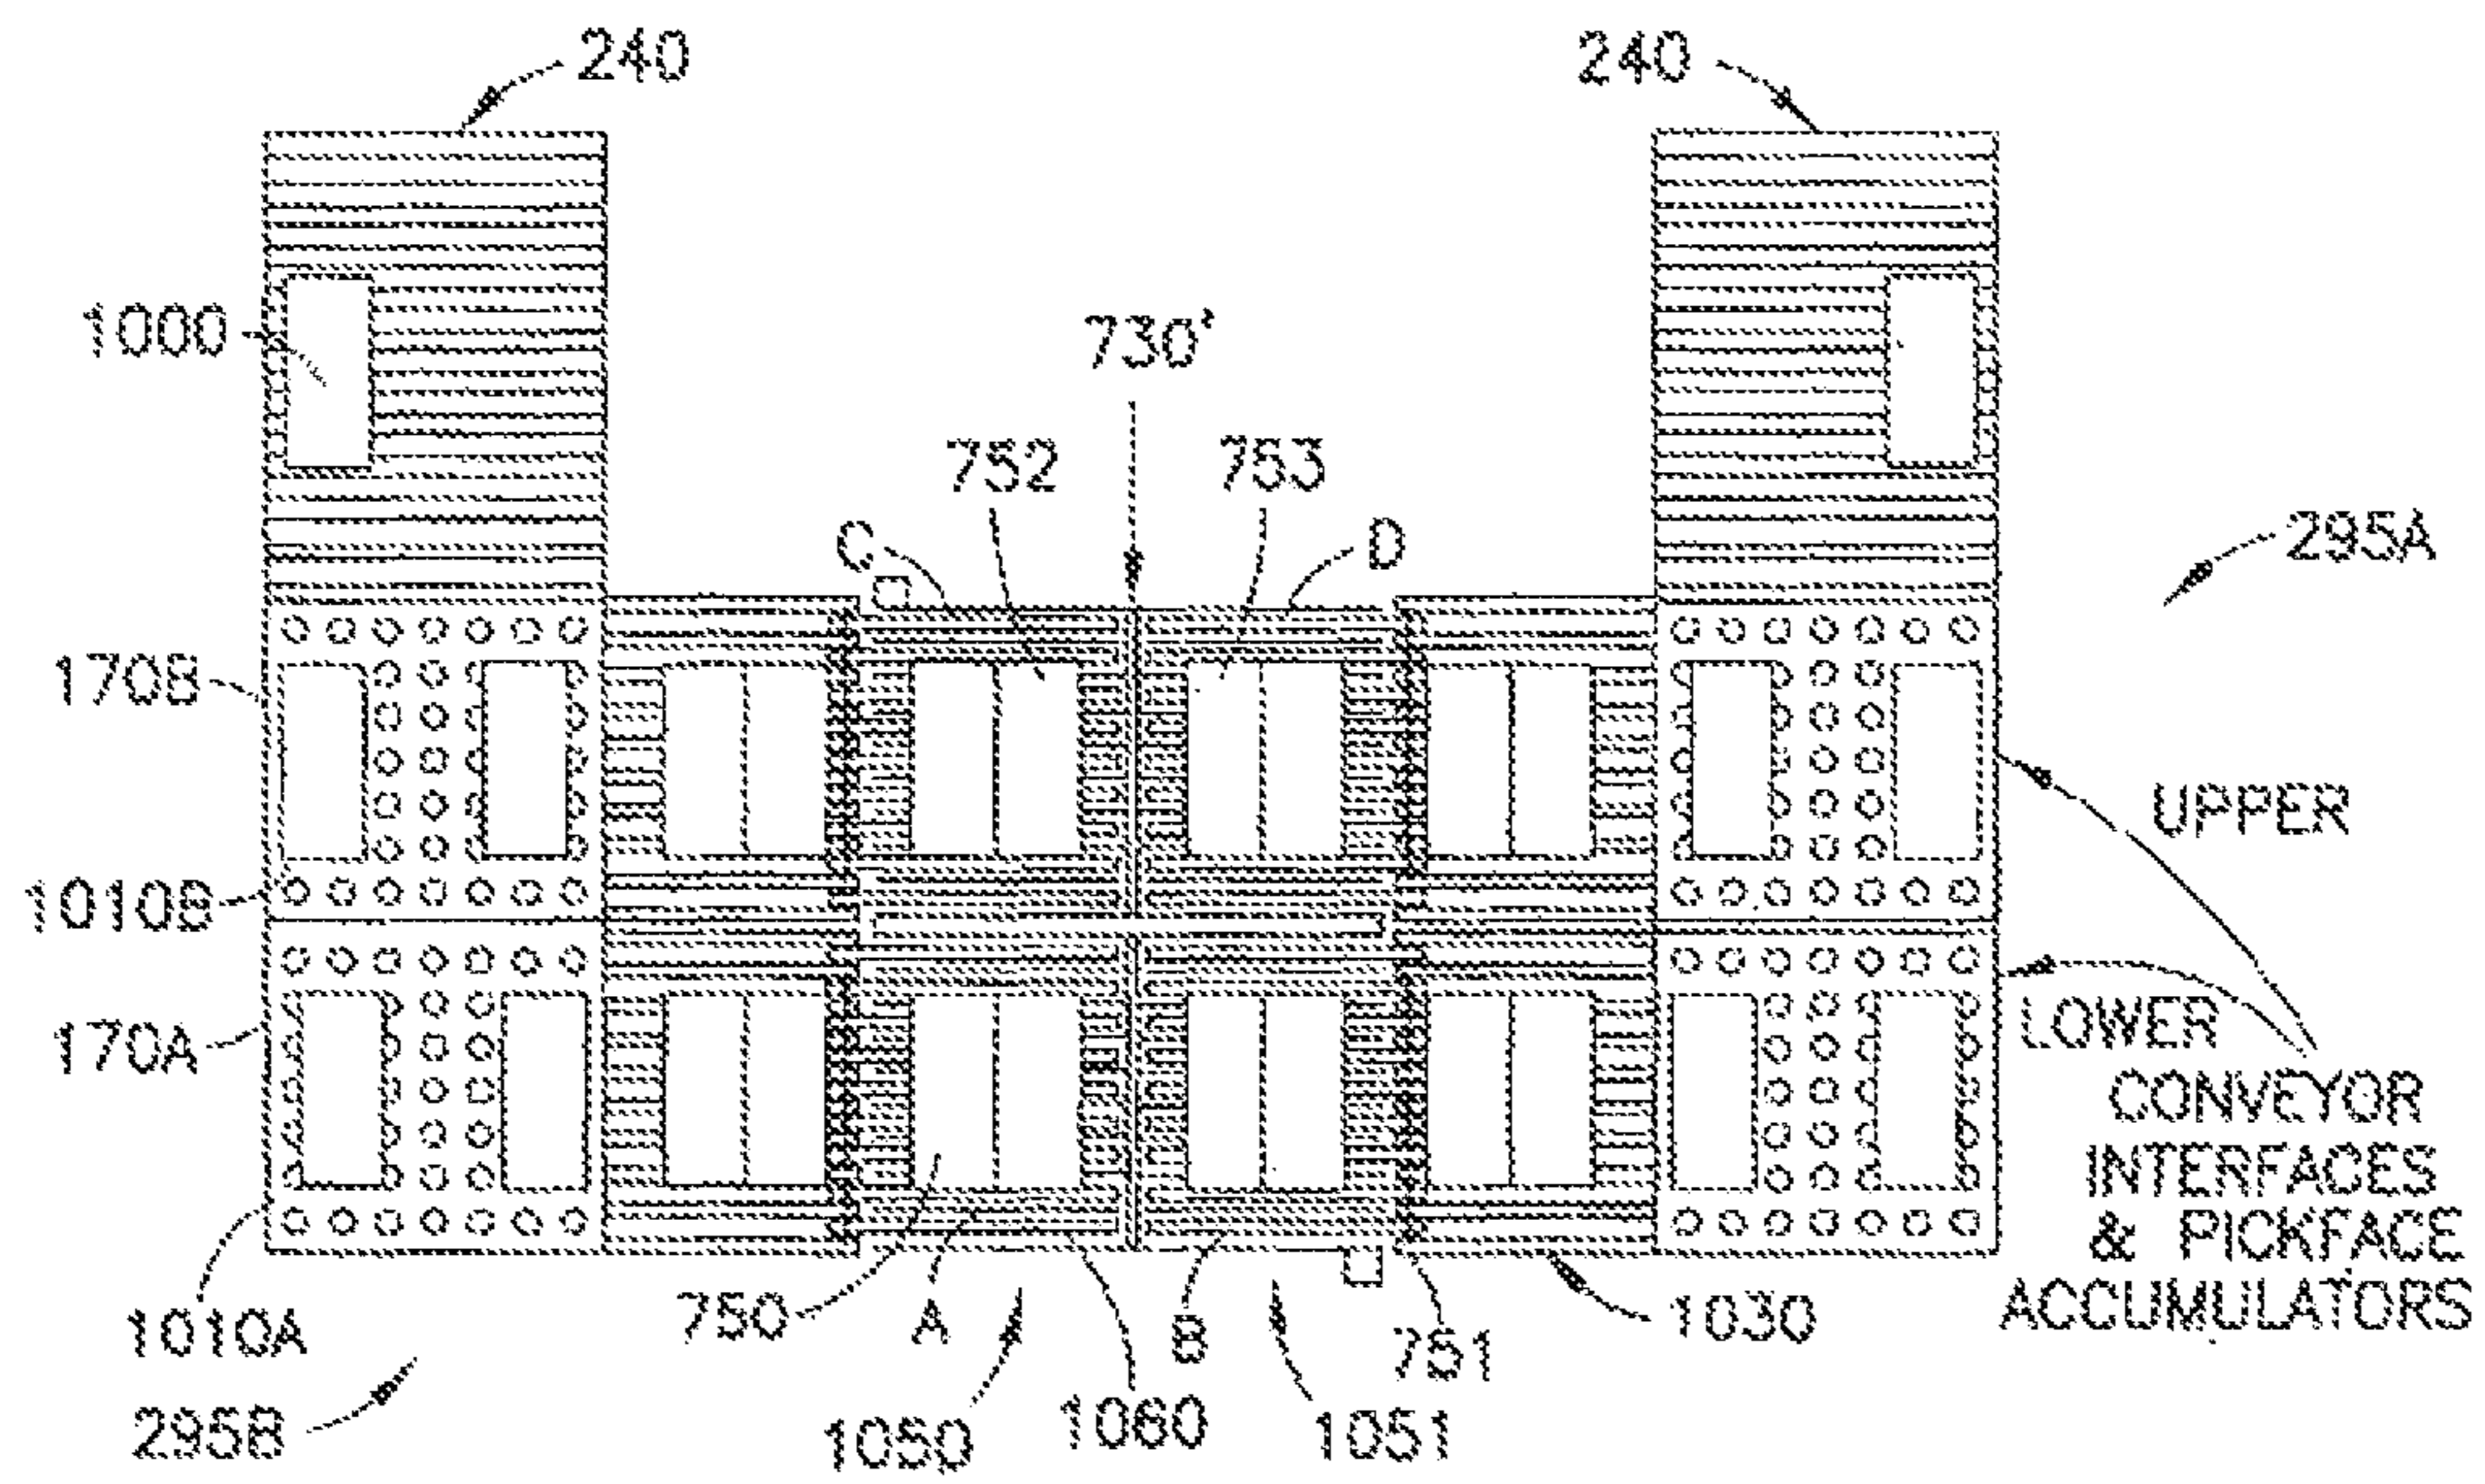 240
240
1000
730'
752
753
C
D
295A
170B
UPPER
1010B
170A
LOWER
CONVEYOR
INTERFACES
& PICKFACE
ACCUMULATORS
750
A
B
751
1030
1010A
295B
1050
1060
1051